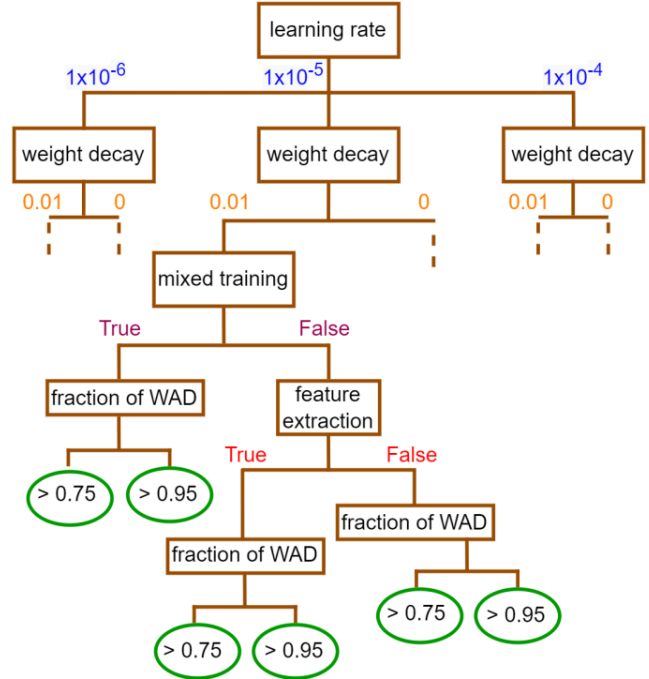 learning rate
1x10⁻⁶
1x10⁻⁵
1x10⁻⁴
weight decay
weight decay
weight decay
0.01
0
0.01
0
0.01
0
mixed training
True
False
fraction of WAD
feature
extraction
True
False
> 0.75
> 0.95
fraction of WAD
fraction of WAD
> 0.75
> 0.95
> 0.75
> 0.95